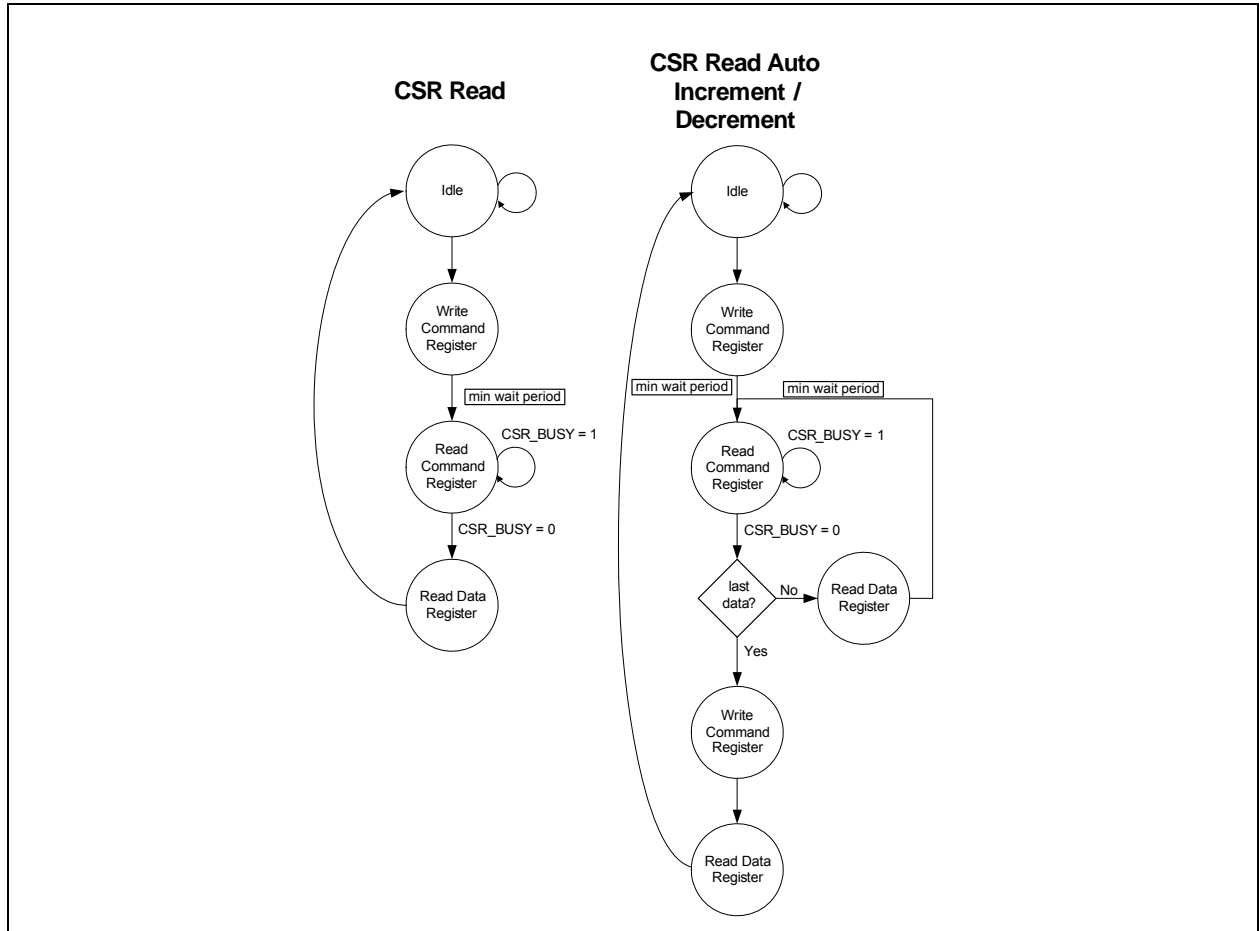 CSR Read
Idle
Write
Command
Register
min wait period
Read
Command
Register
CSR_BUSY = 1
CSR_BUSY = 0
Read Data
Register
CSR Read Auto
Increment /
Decrement
Idle
Write
Command
Register
min wait period
min wait period
Read
Command
Register
CSR_BUSY = 1
CSR_BUSY = 0
last
data?
No
Read Data
Register
Yes
Write
Command
Register
Read Data
Register